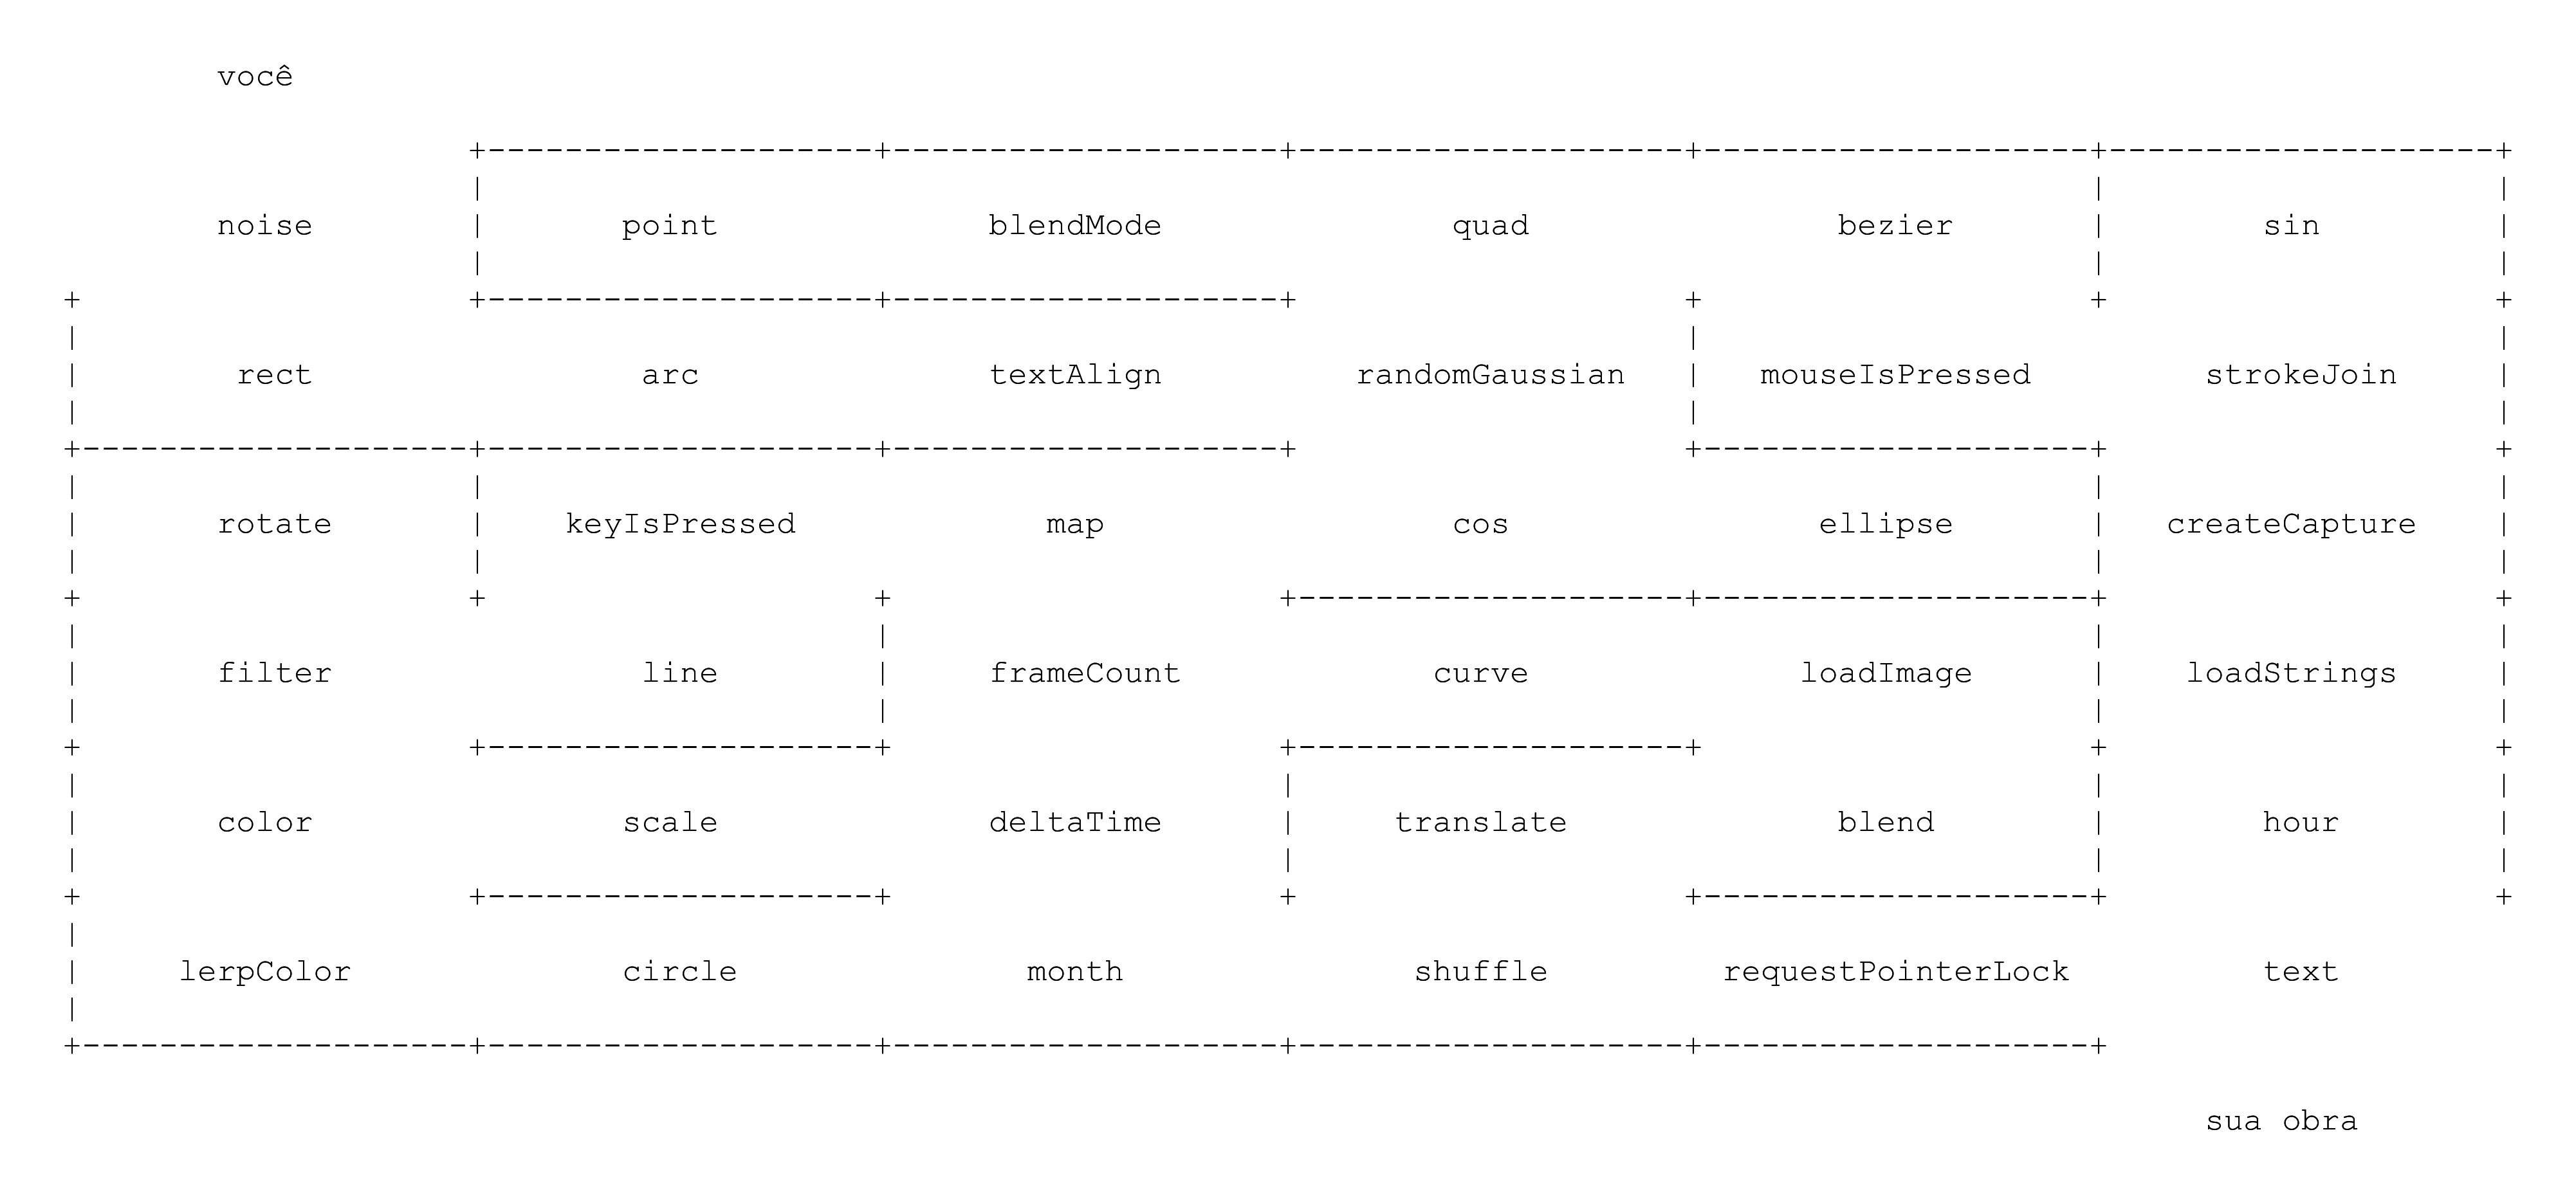 você
noise point blendMode quad bezier sin
rect arc textAlign randomGaussian mouseIsPressed strokeJoin
rotate keyIsPressed map cos ellipse createCapture
filter line frameCount curve loadImage loadStrings
color scale deltaTime translate blend hour
lerpColor circle month shuffle requestPointerLock text
sua obra